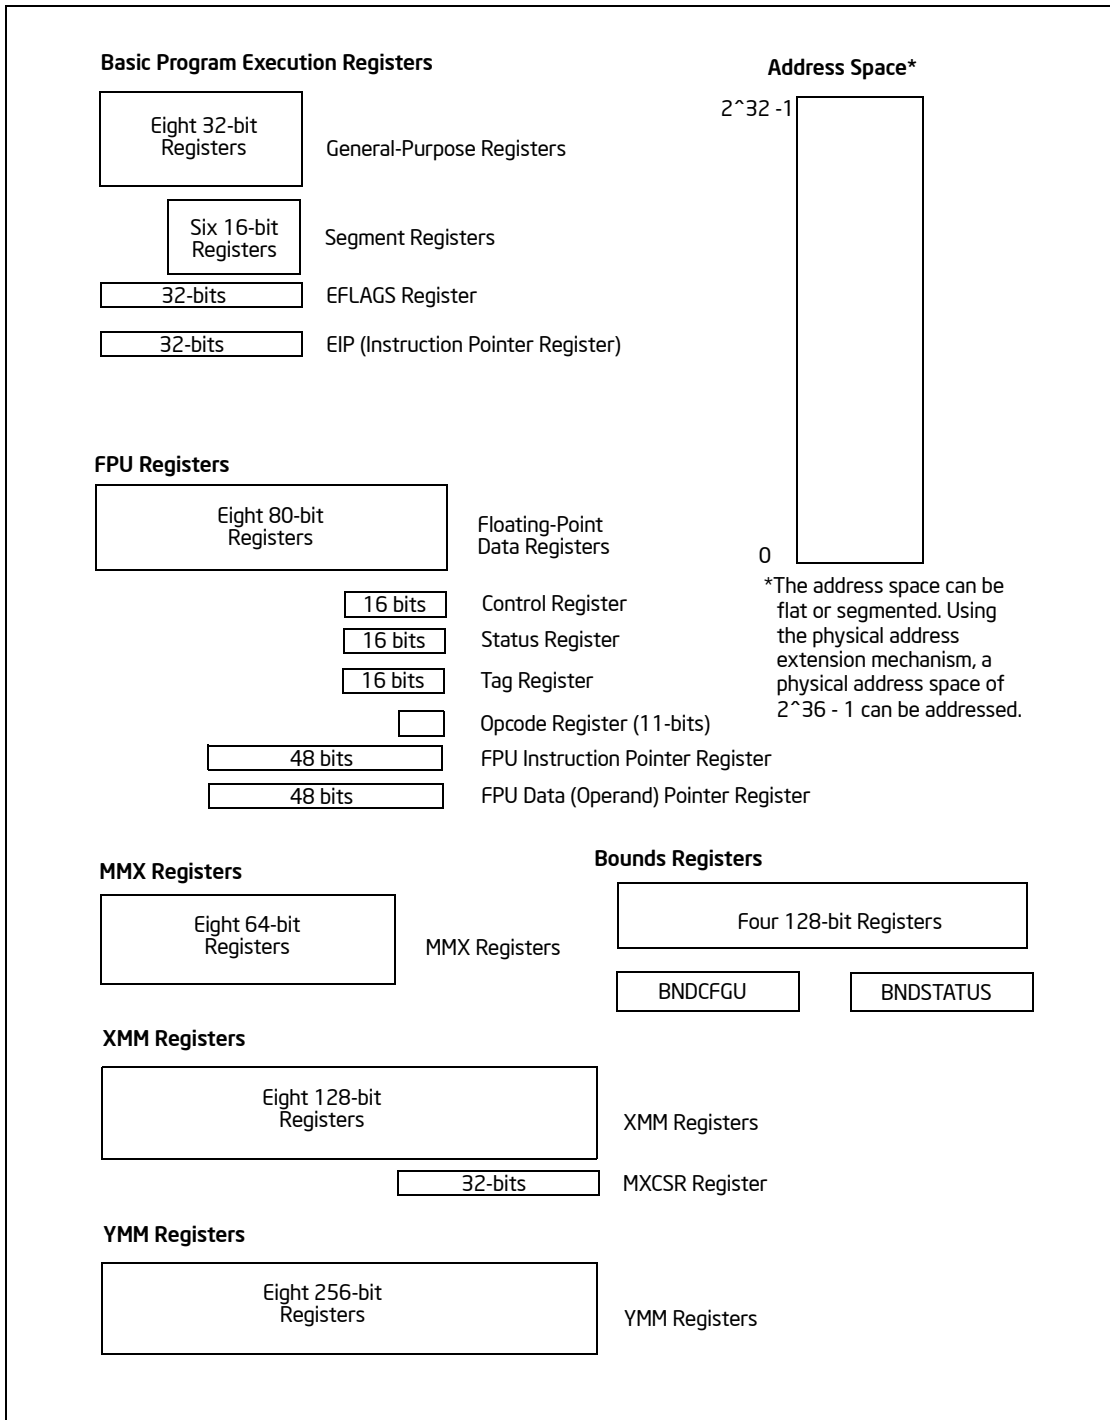 Basic Program Execution Registers
Eight 32-bit
Registers
General-Purpose Registers
Six 16-bit
Registers
Segment Registers
32-bits
EFLAGS Register
32-bits
EIP (Instruction Pointer Register)
Address Space*
2^32 -1
0
*The address space can be
flat or segmented. Using
the physical address
extension mechanism, a
physical address space of
2^36 - 1 can be addressed.
FPU Registers
Eight 80-bit
Registers
Floating-Point
Data Registers
16 bits
Control Register
16 bits
Status Register
16 bits
Tag Register
Opcode Register (11-bits)
48 bits
FPU Instruction Pointer Register
48 bits
FPU Data (Operand) Pointer Register
MMX Registers
Eight 64-bit
Registers
MMX Registers
Bounds Registers
Four 128-bit Registers
BNDCFGU
BNDSTATUS
XMM Registers
Eight 128-bit
Registers
XMM Registers
32-bits
MXCSR Register
YMM Registers
Eight 256-bit
Registers
YMM Registers